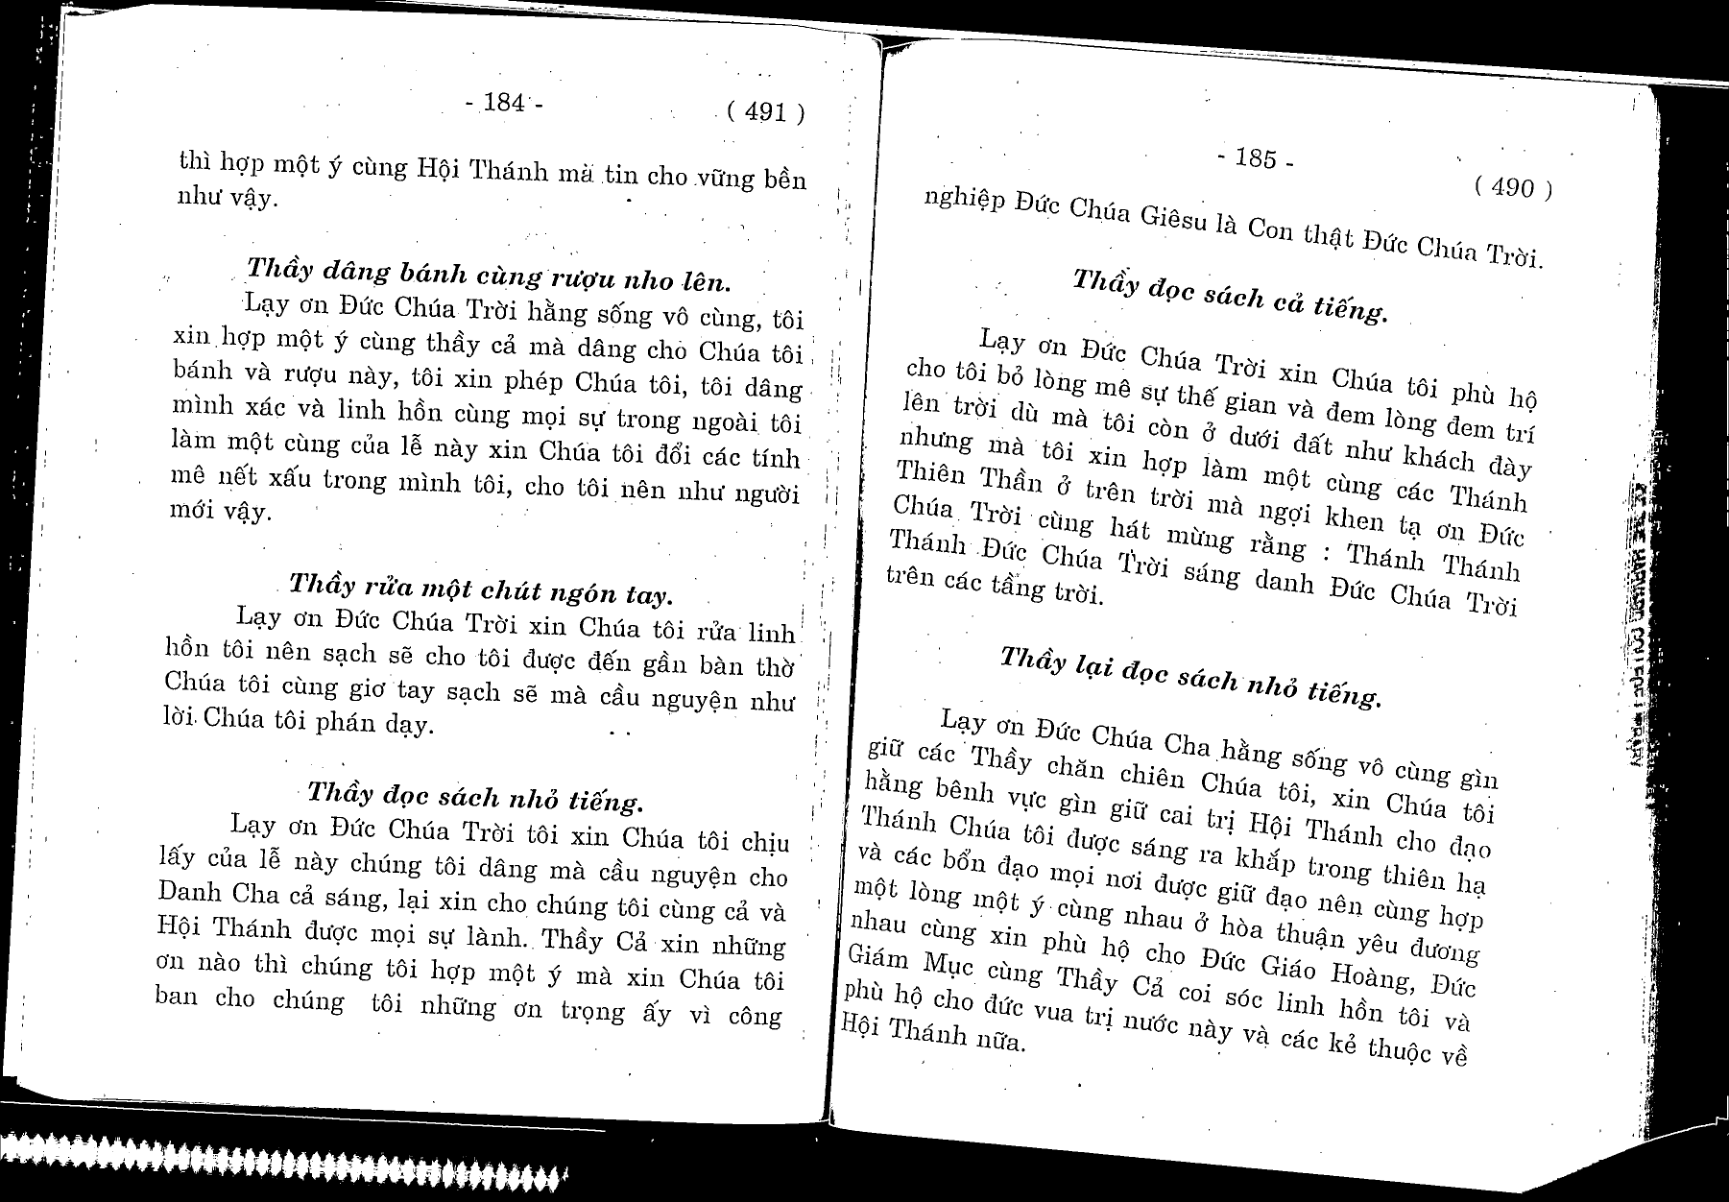 - 184 -
( 491 )
thì hợp một ý cùng Hội Thánh mà tin cho vững bền
như vậy.
Thầy dâng bánh cùng rượu nho lên.
Lạy ơn Đức Chúa Trời hằng sống vô cùng, tôi
xin hợp một ý cùng thầy cả mà dâng cho Chúa tôi
bánh và rượu này, tôi xin phép Chúa tôi, tôi dâng
mình xác và linh hồn cùng mọi sự trong ngoài tôi
làm một cùng của lễ này xin Chúa tôi đổi các tính
mê nết xấu trong mình tôi, cho tôi nên như người
mới vậy.
Thầy rửa một chút ngón tay.
Lạy ơn Đức Chúa Trời xin Chúa tôi rửa linh
hồn tôi nên sạch sẽ cho tôi được đến gần bàn thờ
Chúa tôi cùng giơ tay sạch sẽ mà cầu nguyện như
lời Chúa tôi phán dạy.
Thầy đọc sách nhỏ tiếng.
Lạy ơn Đức Chúa Trời tôi xin Chúa tôi chịu
lấy của lễ này chúng tôi dâng mà cầu nguyện cho
Danh Cha cả sáng, lại xin cho chúng tôi cùng cả và
Hội Thánh được mọi sự lành. Thầy Cả xin những
ơn nào thì chúng tôi hợp một ý mà xin Chúa tôi
ban cho chúng tôi những ơn trọng ấy vì công
- 185 -
( 490 )
nghiệp Đức Chúa Giêsu là Con thật Đức Chúa Trời.
Thầy đọc sách cả tiếng.
Lạy ơn Đức Chúa Trời xin Chúa tôi phù hộ
cho tôi bỏ lòng mê sự thế gian và đem lòng đem trí
lên trời dù mà tôi còn ở dưới đất như khách đày
nhưng mà tôi xin hợp làm một cùng các Thánh
Thiên Thần ở trên trời mà ngợi khen tạ ơn Đức
Chúa Trời cùng hát mừng rằng : Thánh Thánh
Thánh Đức Chúa Trời sáng danh Đức Chúa Trời
trên các tầng trời.
Thầy lại đọc sách nhỏ tiếng.
Lạy ơn Đức Chúa Cha hằng sống vô cùng gìn
giữ các Thầy chăn chiên Chúa tôi, xin Chúa tôi
hằng bênh vực gìn giữ cai trị Hội Thánh cho đạo
Thánh Chúa tôi được sáng ra khắp trong thiên hạ
và các bổn đạo mọi nơi được giữ đạo nên cùng hợp
một lòng một ý cùng nhau ở hòa thuận yêu đương
nhau cùng xin phù hộ cho Đức Giáo Hoàng, Đức
Giám Mục cùng Thầy Cả coi sóc linh hồn tôi và
phù hộ cho đức vua trị nước này và các kẻ thuộc về
Hội Thánh nữa.